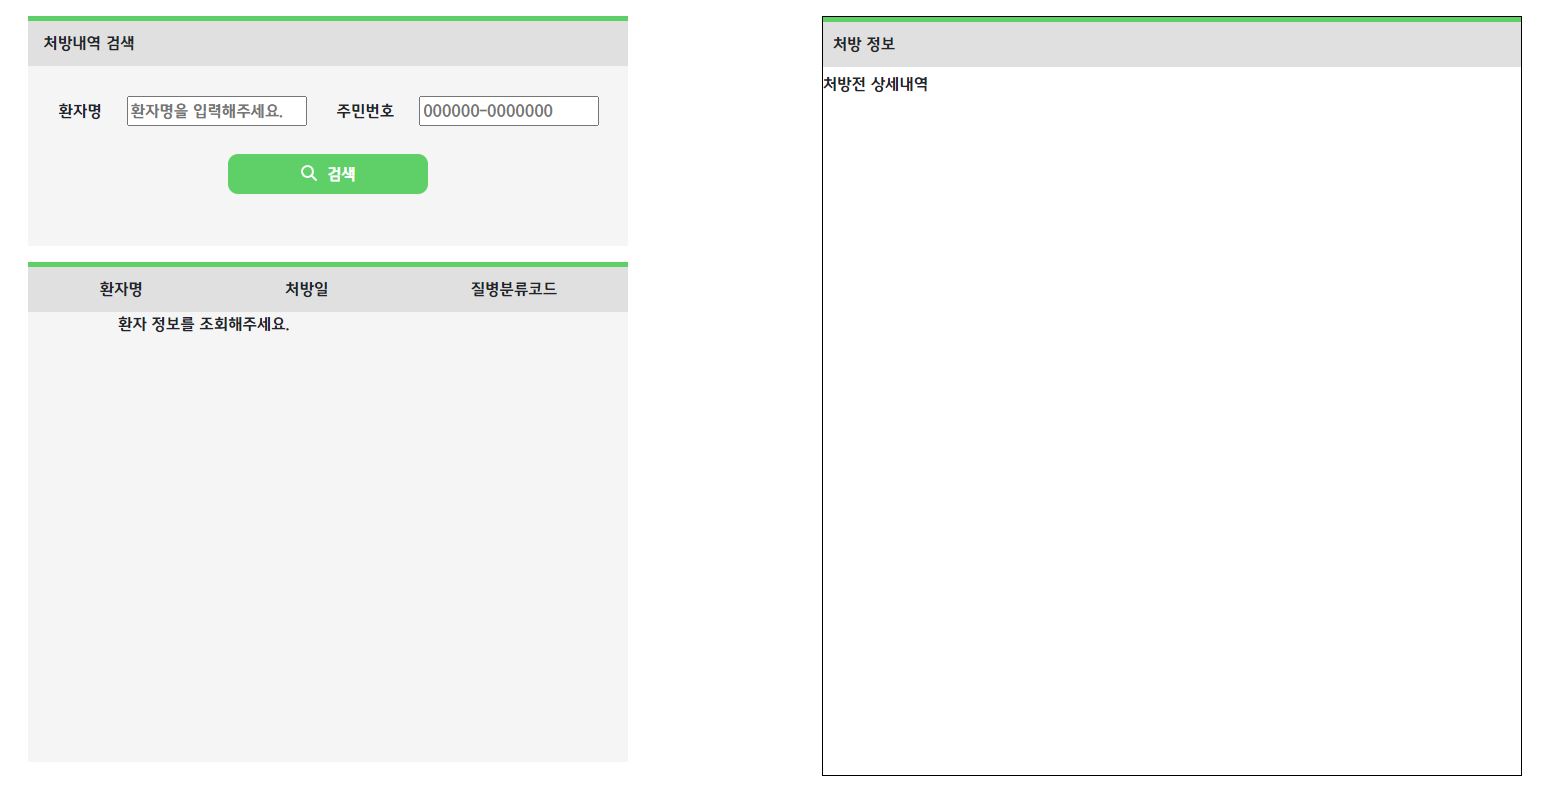 처방내역 검색
환자명 환자명을 입력해주세요. 주민번호 000000-0000000
검색
환자명 처방일 질병분류코드
환자 정보를 조회해주세요.
처방 정보
처방전 상세내역